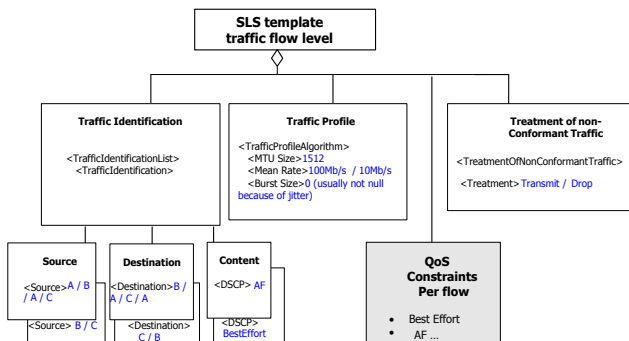 SLS template
traffic flow level
Traffic Identification
<TrafficIdentificationList>
<TrafficIdentification>
Traffic Profile
<TrafficProfileAlgorithm>
<MTU Size>1512
<Mean Rate>100Mb/s / 10Mb/s
<Burst Size>0 (usually not null
because of jitter)
Treatment of non-
Conformant Traffic
<TreatmentOfNonConformantTraffic>
<Treatment> Transmit / Drop
Source
<Source>A / B
/ A / C
<Source> B / C
Destination
<Destination>B /
A / C / A
<Destination>
C / B
Content
<DSCP> AF
<DSCP>
BestEffort
QoS
Constraints
Per flow
• Best Effort
• AF ...